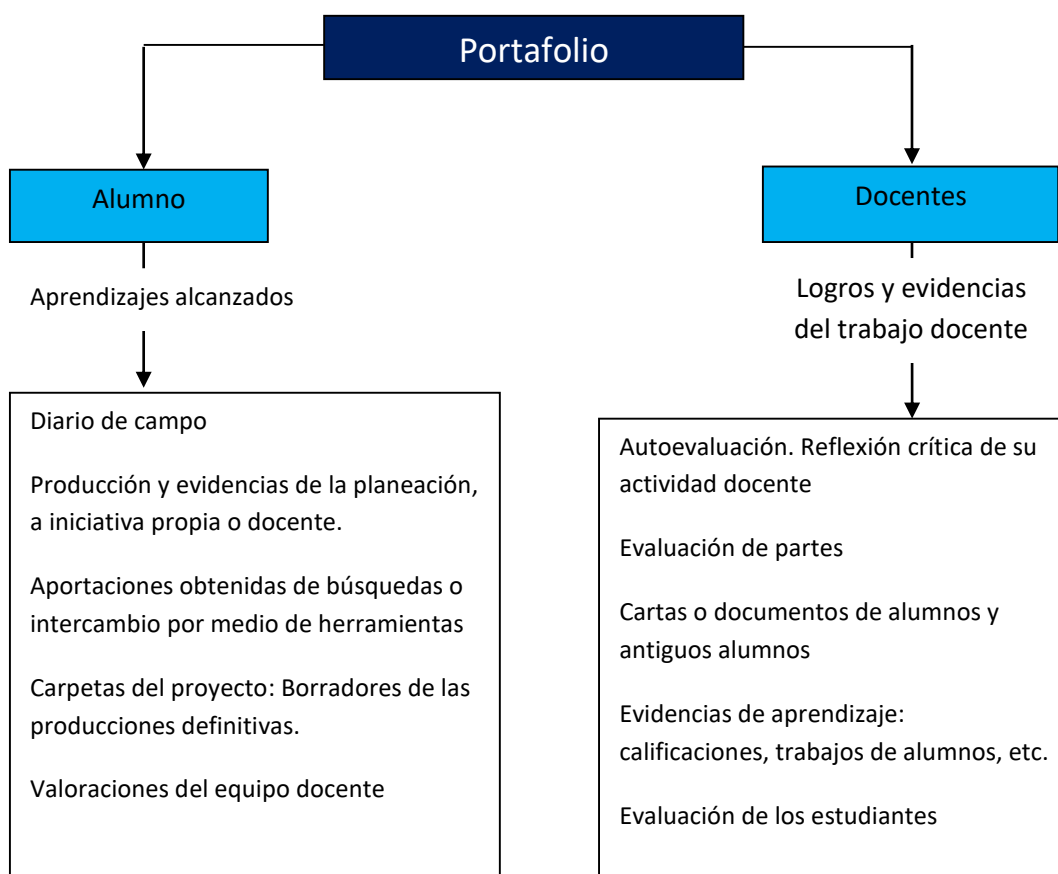 Portafolio
Alumno
Aprendizajes alcanzados
Diario de campo
Producción y evidencias de la planeación,
a iniciativa propia o docente.
Aportaciones obtenidas de búsquedas o
intercambio por medio de herramientas
Carpetas del proyecto: Borradores de las
producciones definitivas.
Valoraciones del equipo docente
Docentes
Logros y evidencias
del trabajo docente
Autoevaluación. Reflexión crítica de su
actividad docente
Evaluación de partes
Cartas o documentos de alumnos y
antiguos alumnos
Evidencias de aprendizaje:
calificaciones, trabajos de alumnos, etc.
Evaluación de los estudiantes